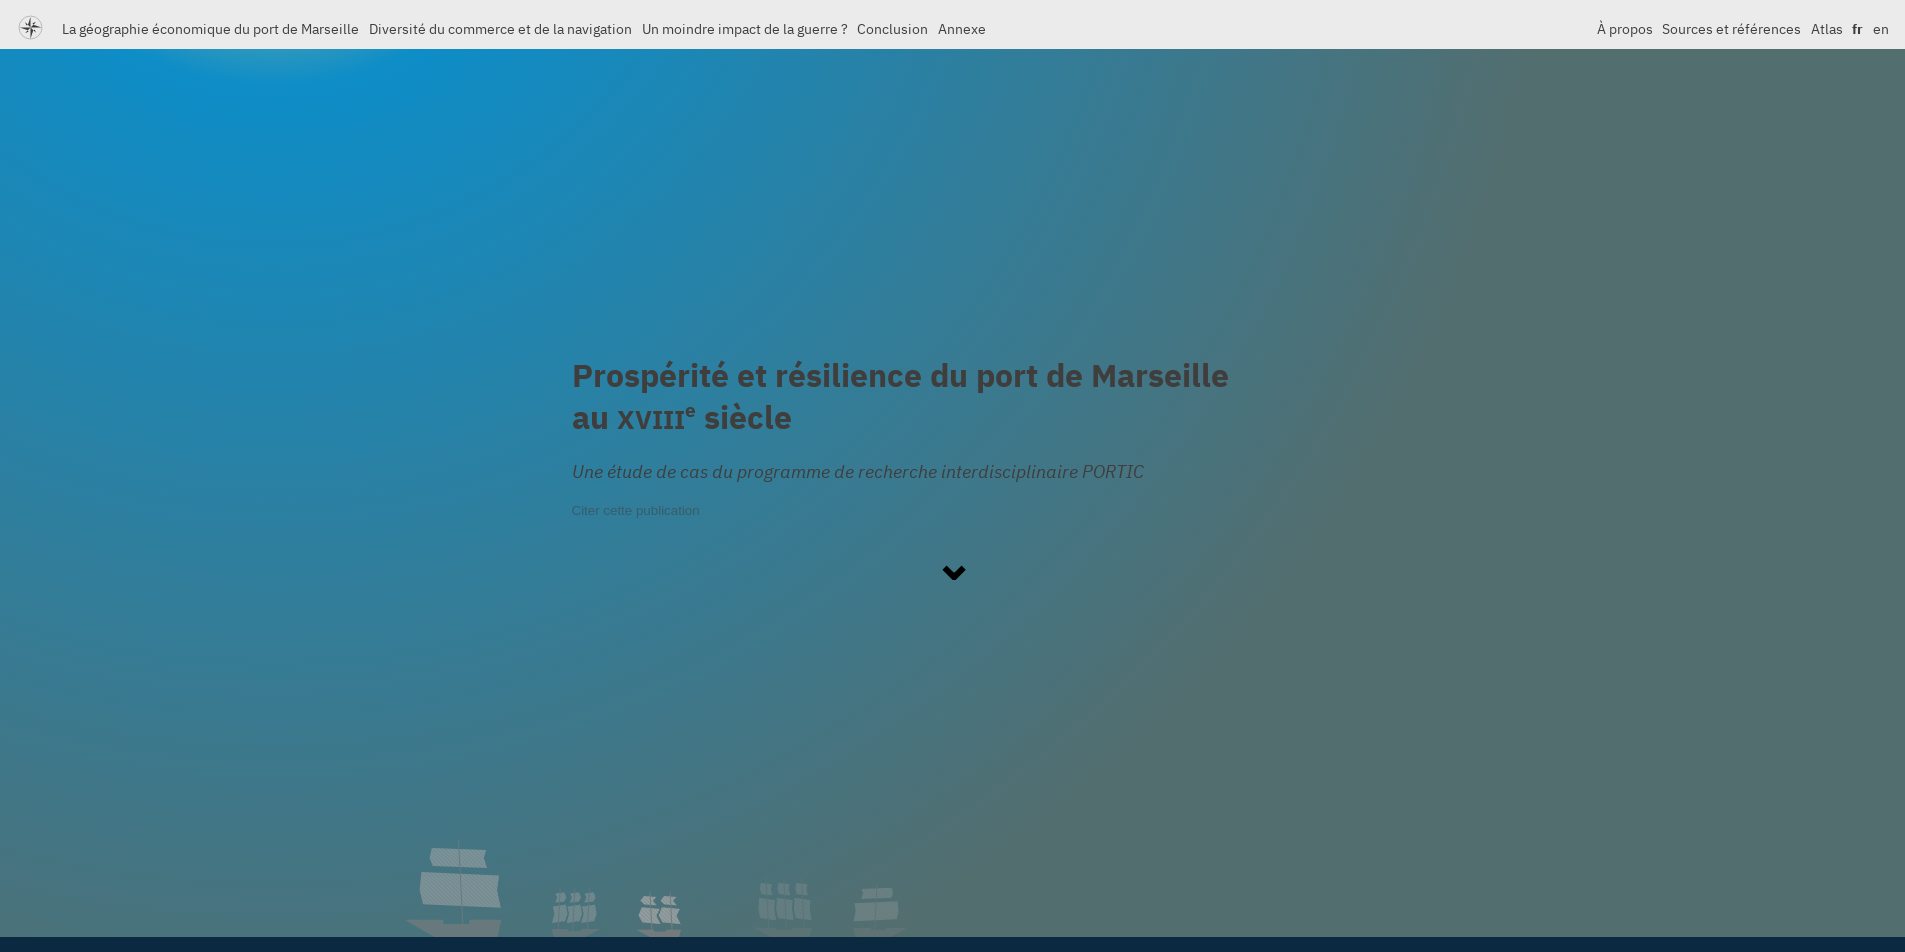 La géographie économique du port de Marseille Diversité du commerce et de la navigation Un moindre impact de la guerre ? Conclusion Annexe À propos Sources et références Atlas fr en
Prospérité et résilience du port de Marseille
au XVIIIe siècle
Une étude de cas du programme de recherche interdisciplinaire PORTIC
Citer cette publication